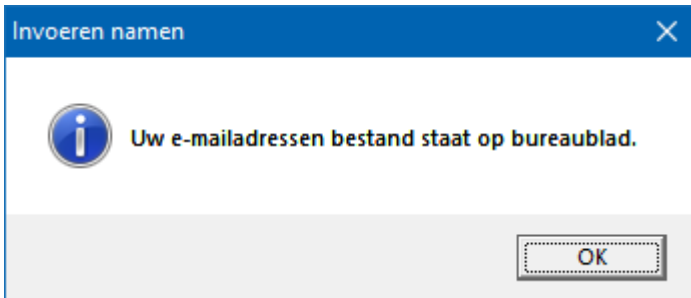 Invoeren namen
Uw e-mailadressen bestand staat op bureaublad.
OK